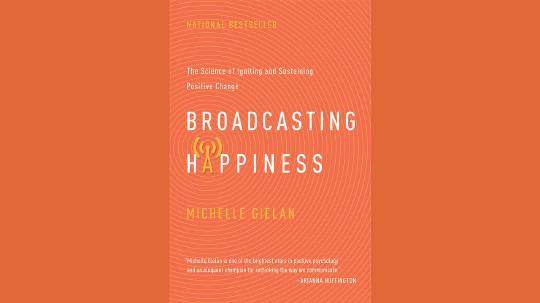 NATIONAL BESTSELLER
The Science of Igniting and Sustaining
Positive Change
BROADCASTING
HAPPINESS
MICHELLE GIELAN
"Michelle Gielan is one of the brightest stars in positive psychology
and an eloquent champion for rethinking the way we communicate."
—ARIANNA HUFFINGTON